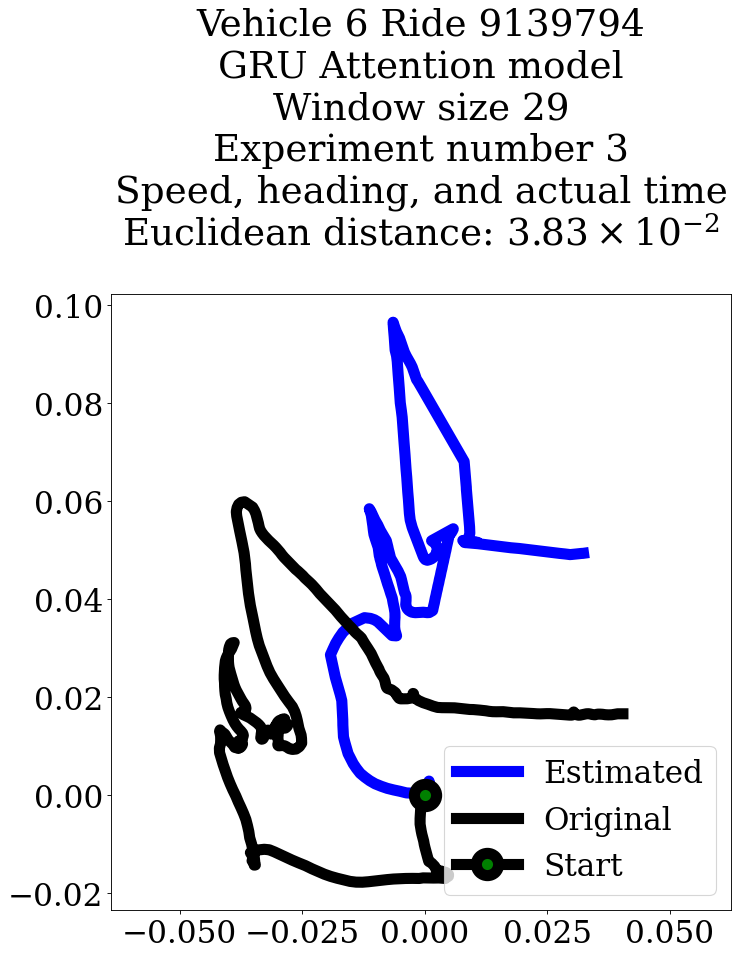 Vehicle 6 Ride 9139794
GRU Attention model
Window size 29
Experiment number 3
Speed, heading, and actual time
Euclidean distance: 3.83 × 10⁻²
0.10
0.08
0.06
0.04
0.02
0.00
−0.02
Estimated
Original
Start
−0.050 −0.025 0.000 0.025 0.050